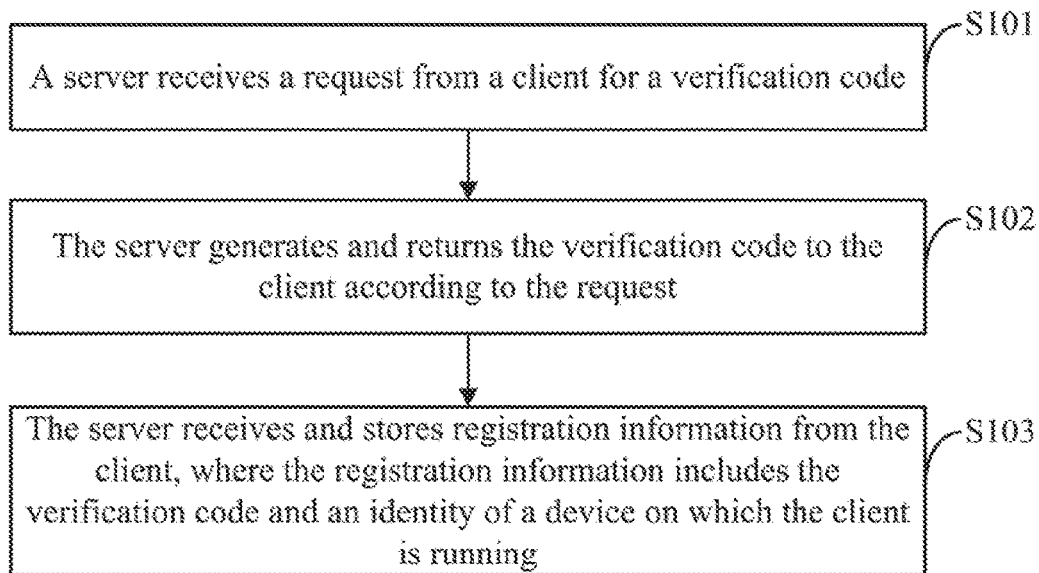 S101
A server receives a request from a client for a verification code
S102
The server generates and returns the verification code to the
client according to the request
S103
The server receives and stores registration information from the
client, where the registration information includes the
verification code and an identity of a device on which the client
is running